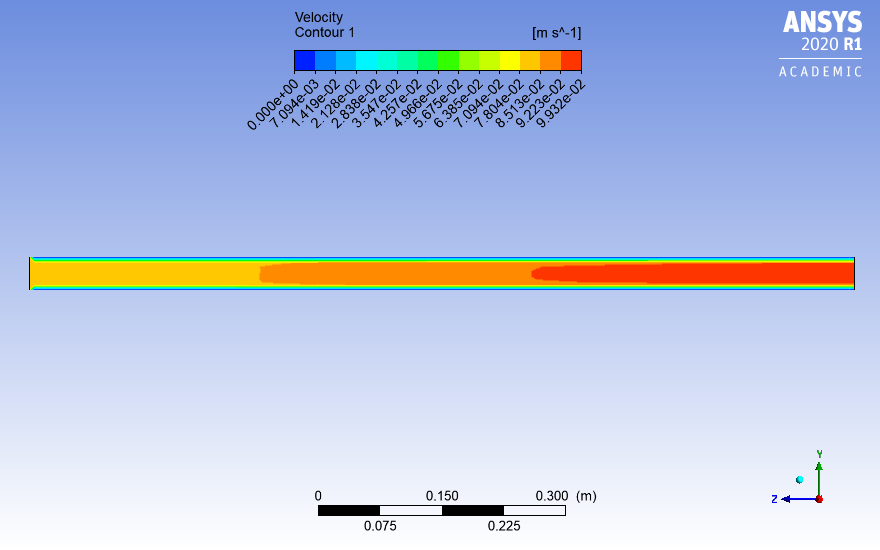 Velocity
Contour 1
[m s^-1]
0.000e+00
7.094e-03
1.419e-02
2.128e-02
2.838e-02
3.547e-02
4.257e-02
4.966e-02
5.675e-02
6.385e-02
7.094e-02
7.804e-02
8.513e-02
9.223e-02
9.932e-02
ANSYS
2020 R1
ACADEMIC
0 0.150 0.300 (m)
0.075 0.225
Y
Z